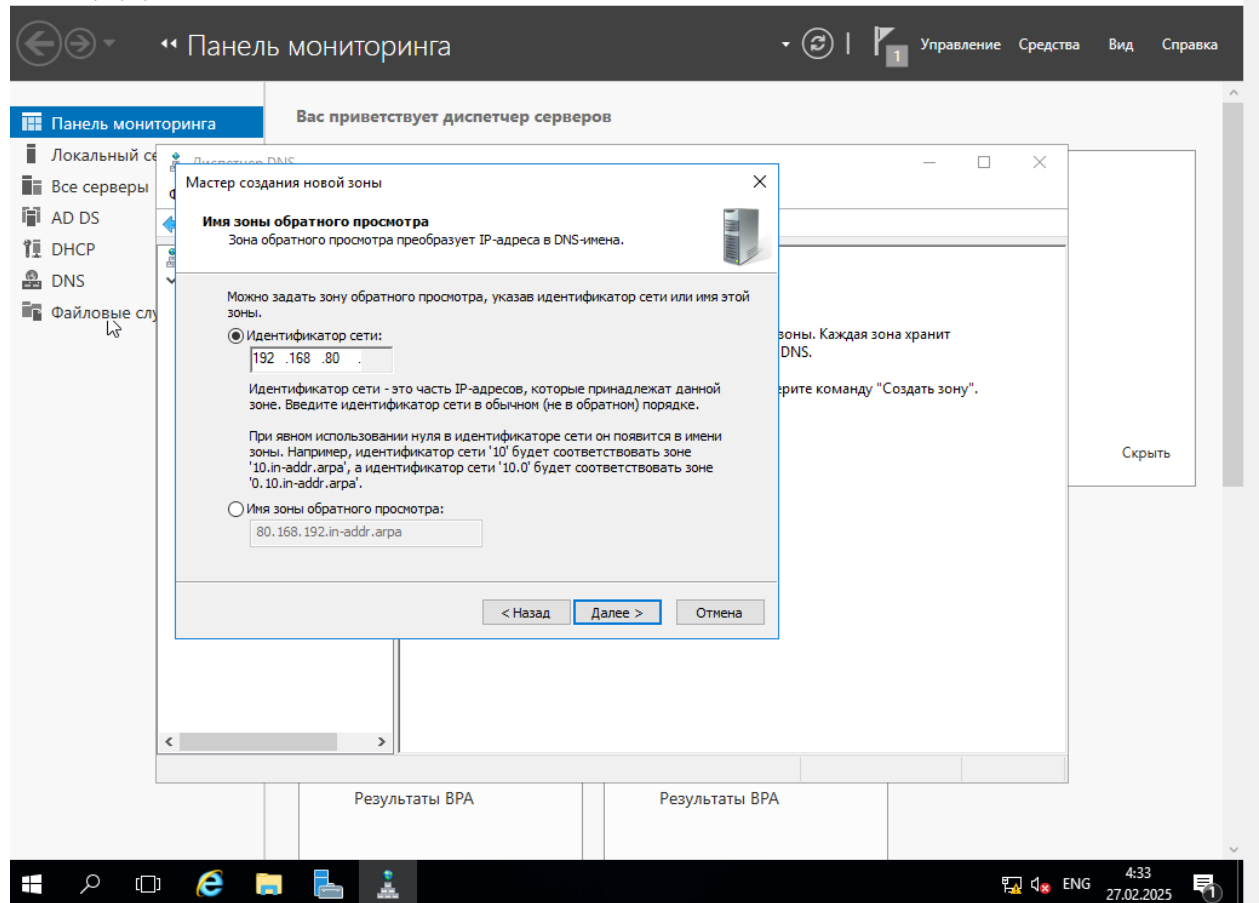 Панель мониторинга
1
Управление Средства Вид Справка
Панель мониторинга
Локальный се
Все серверы
AD DS
DHCP
DNS
Файловые слу
Вас приветствует диспетчер серверов
Диспетчер DNS
Мастер создания новой зоны
Имя зоны обратного просмотра
Зона обратного просмотра преобразует IP-адреса в DNS-имена.
Можно задать зону обратного просмотра, указав идентификатор сети или имя этой
зоны.
Идентификатор сети:
192 .168 .80 .
Идентификатор сети - это часть IP-адресов, которые принадлежат данной
зоне. Введите идентификатор сети в обычном (не в обратном) порядке.
При явном использовании нуля в идентификаторе сети он появится в имени
зоны. Например, идентификатор сети '10' будет соответствовать зоне
'10.in-addr.arpa', а идентификатор сети '10.0' будет соответствовать зоне
'0.10.in-addr.arpa'.
Имя зоны обратного просмотра:
80.168.192.in-addr.arpa
< Назад Далее > Отмена
зоны. Каждая зона хранит
DNS.
ерите команду "Создать зону".
Скрыть
Результаты BPA Результаты BPA
ENG
4:33
27.02.2025
1